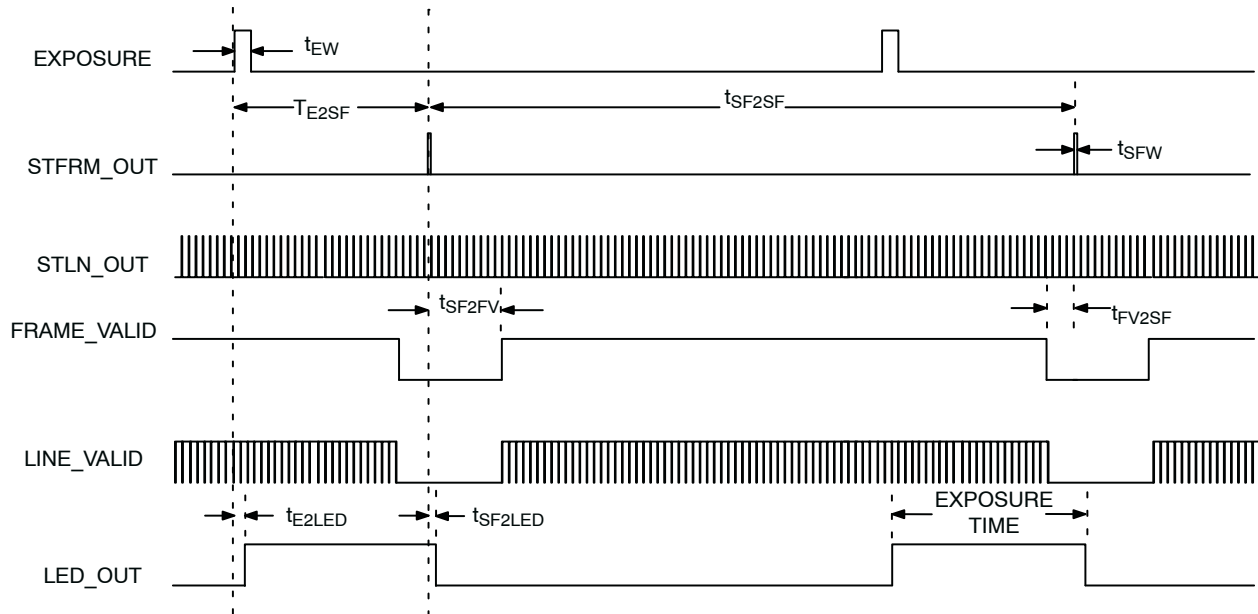 EXPOSURE
tEW
TE2SF
tSF2SF
STFRM_OUT
tSFW
STLN_OUT
tSF2FV
FRAME_VALID
tFV2SF
LINE_VALID
EXPOSURE
TIME
tE2LED
tSF2LED
LED_OUT